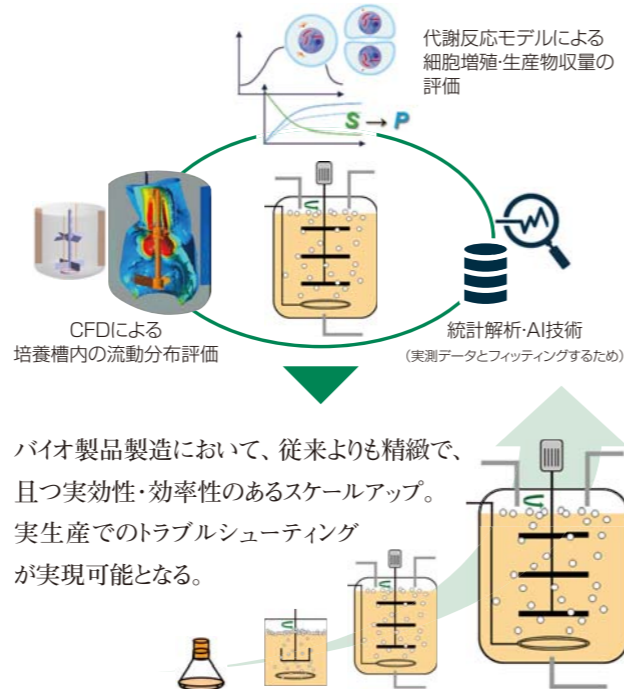 代謝反応モデルによる
細胞増殖・生産物収量の
評価
S → P
CFDによる
培養槽内の流動分布評価
統計解析・AI技術
(実測データとフィッティングするため)
バイオ製品製造において、従来よりも精緻で、
且つ実効性・効率性のあるスケールアップ。
実生産でのトラブルシューティング
が実現可能となる。